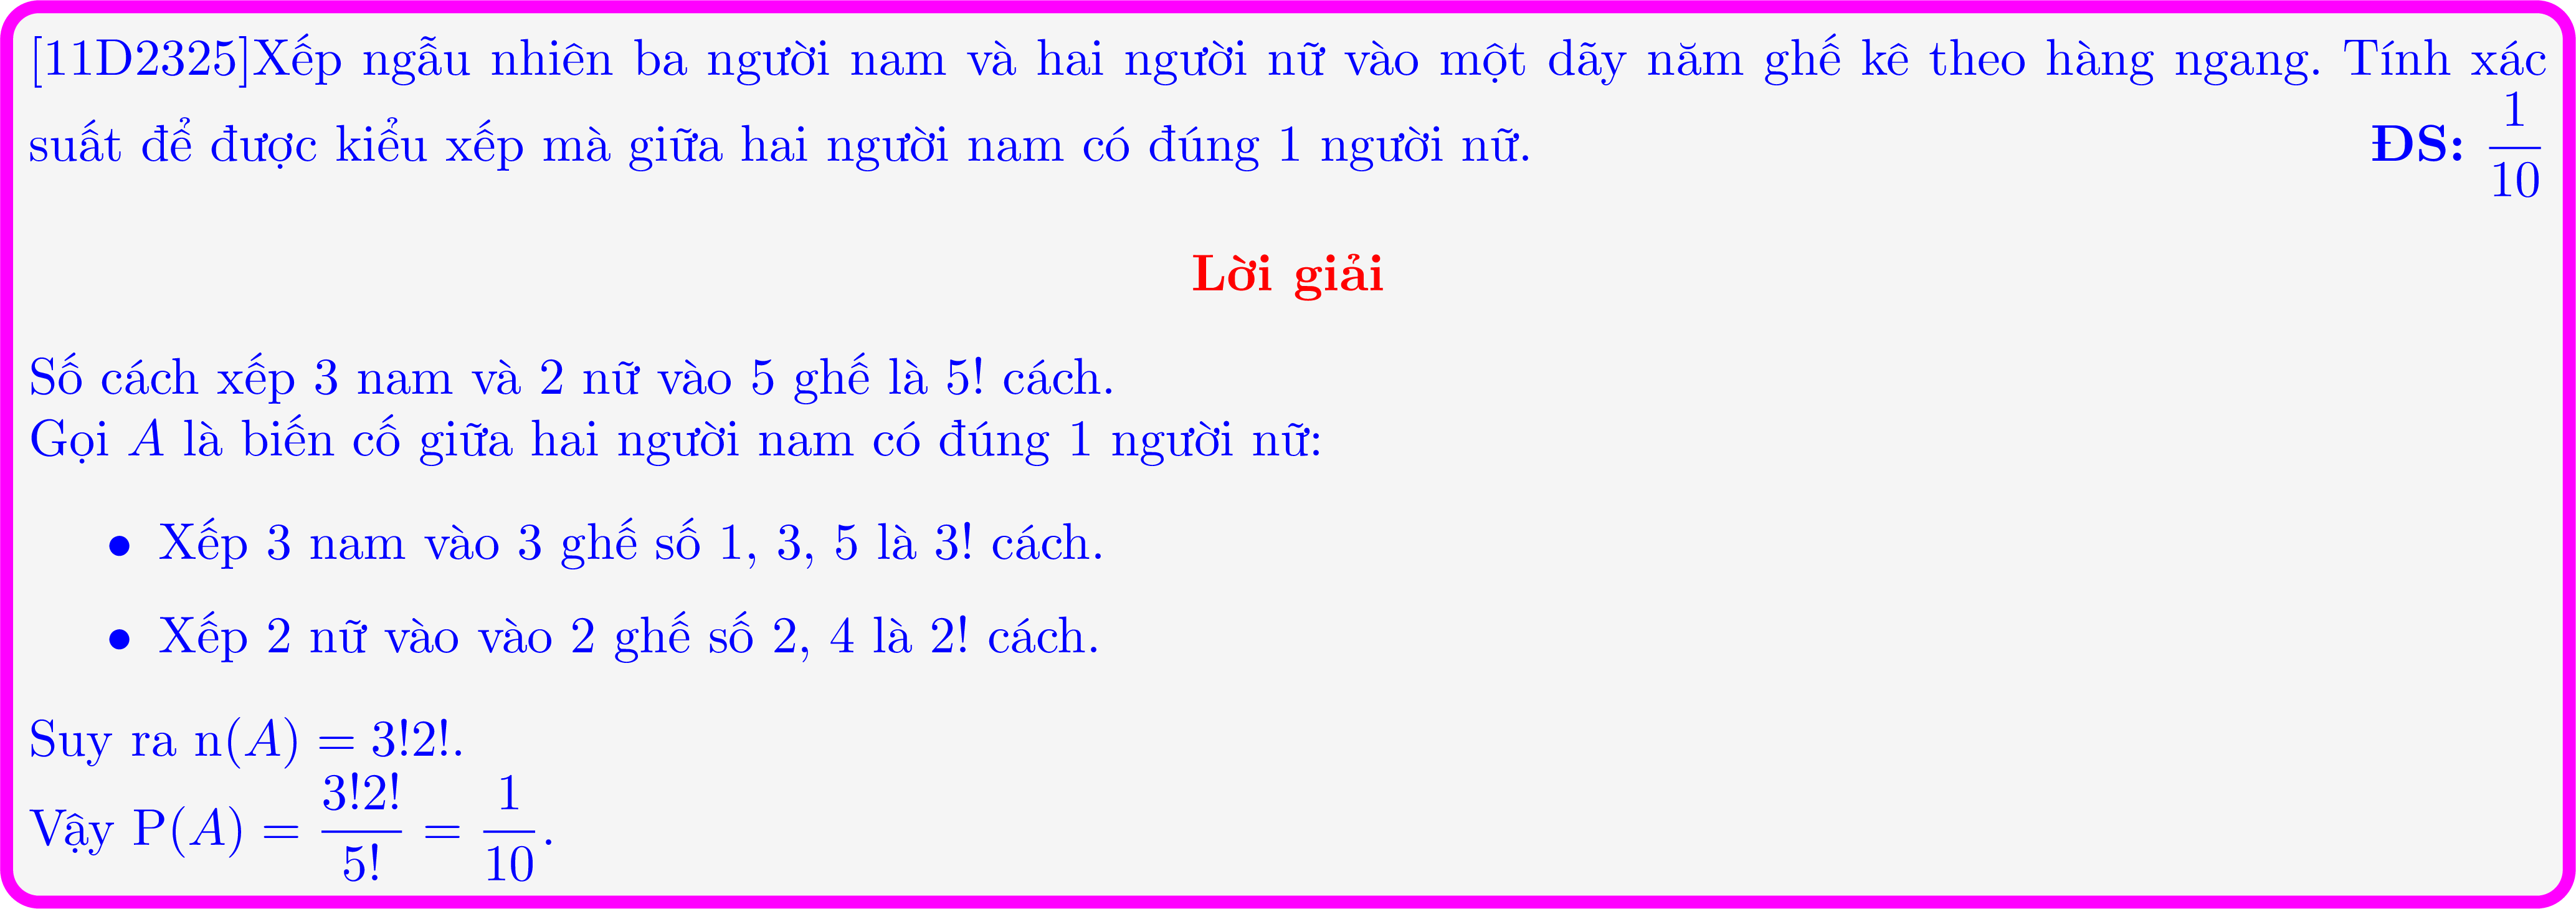 [11D2325]Xếp ngẫu nhiên ba người nam và hai người nữ vào một dãy năm ghế kê theo hàng ngang. Tính xác
suất để được kiểu xếp mà giữa hai người nam có đúng 1 người nữ. ĐS: \frac{1}{10}
Lời giải
Số cách xếp 3 nam và 2 nữ vào 5 ghế là 5! cách.
Gọi A là biến cố giữa hai người nam có đúng 1 người nữ:
• Xếp 3 nam vào 3 ghế số 1, 3, 5 là 3! cách.
• Xếp 2 nữ vào vào 2 ghế số 2, 4 là 2! cách.
Suy ra n(A) = 3!2!.
Vậy P(A) = \frac{3!2!}{5!} = \frac{1}{10}.